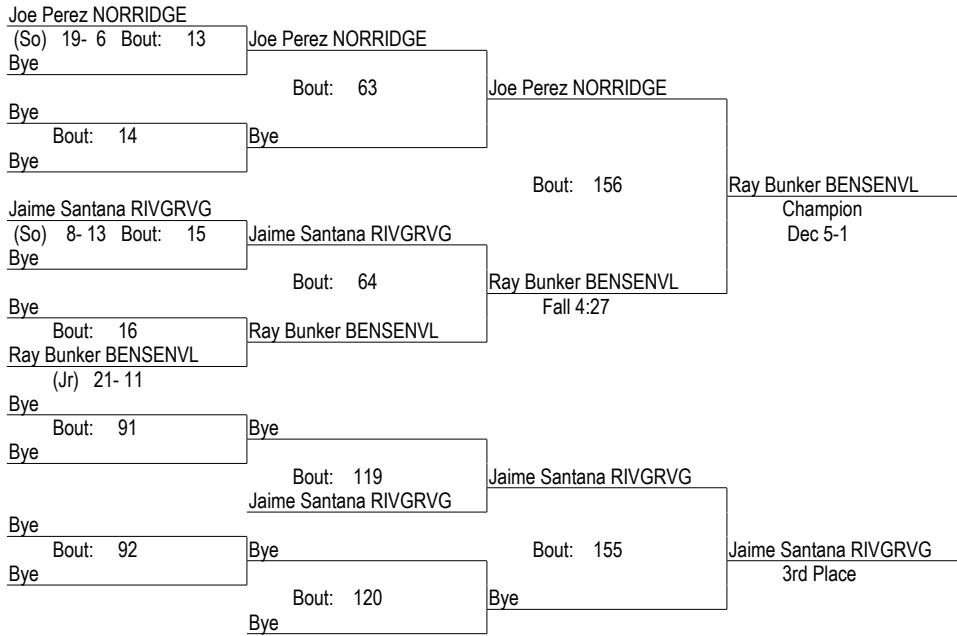 Joe Perez NORRIDGE
(So) 19- 6 Bout: 13 Joe Perez NORRIDGE
Bye
Bout: 63 Joe Perez NORRIDGE
Bye
Bout: 14 Bye
Bye
Bout: 156 Ray Bunker BENSENVL
Jaime Santana RIVGRVG Champion
(So) 8- 13 Bout: 15 Jaime Santana RIVGRVG Dec 5-1
Bye
Bout: 64 Ray Bunker BENSENVL
Bye Fall 4:27
Bout: 16 Ray Bunker BENSENVL
Ray Bunker BENSENVL
(Jr) 21- 11
Bye
Bout: 91 Bye
Bye
Bout: 119 Jaime Santana RIVGRVG
Jaime Santana RIVGRVG
Bye
Bout: 92 Bye Bout: 155 Jaime Santana RIVGRVG
Bye 3rd Place
Bout: 120 Bye
Bye